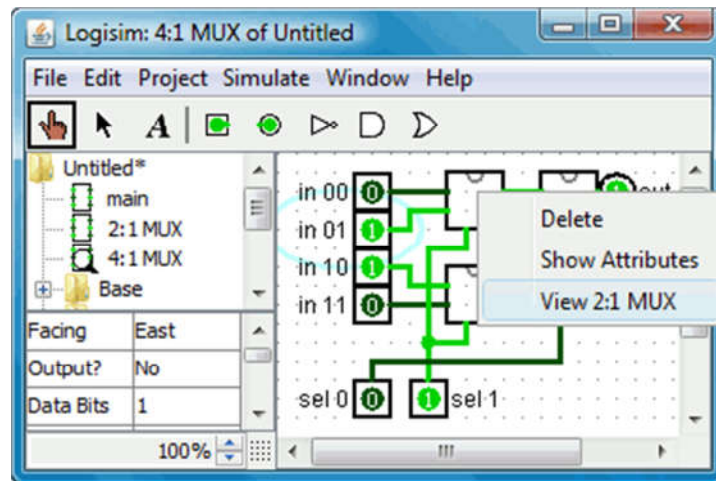 Logisim: 4:1 MUX of Untitled
File Edit Project Simulate Window Help
A
Untitled*
main
2:1 MUX
4:1 MUX
Base
Facing East
Output? No
Data Bits 1
100%
in 00 0
in 01 1
in 10 1
in 11 0
sel 0 0 1 sel 1
1 out
Delete
Show Attributes
View 2:1 MUX